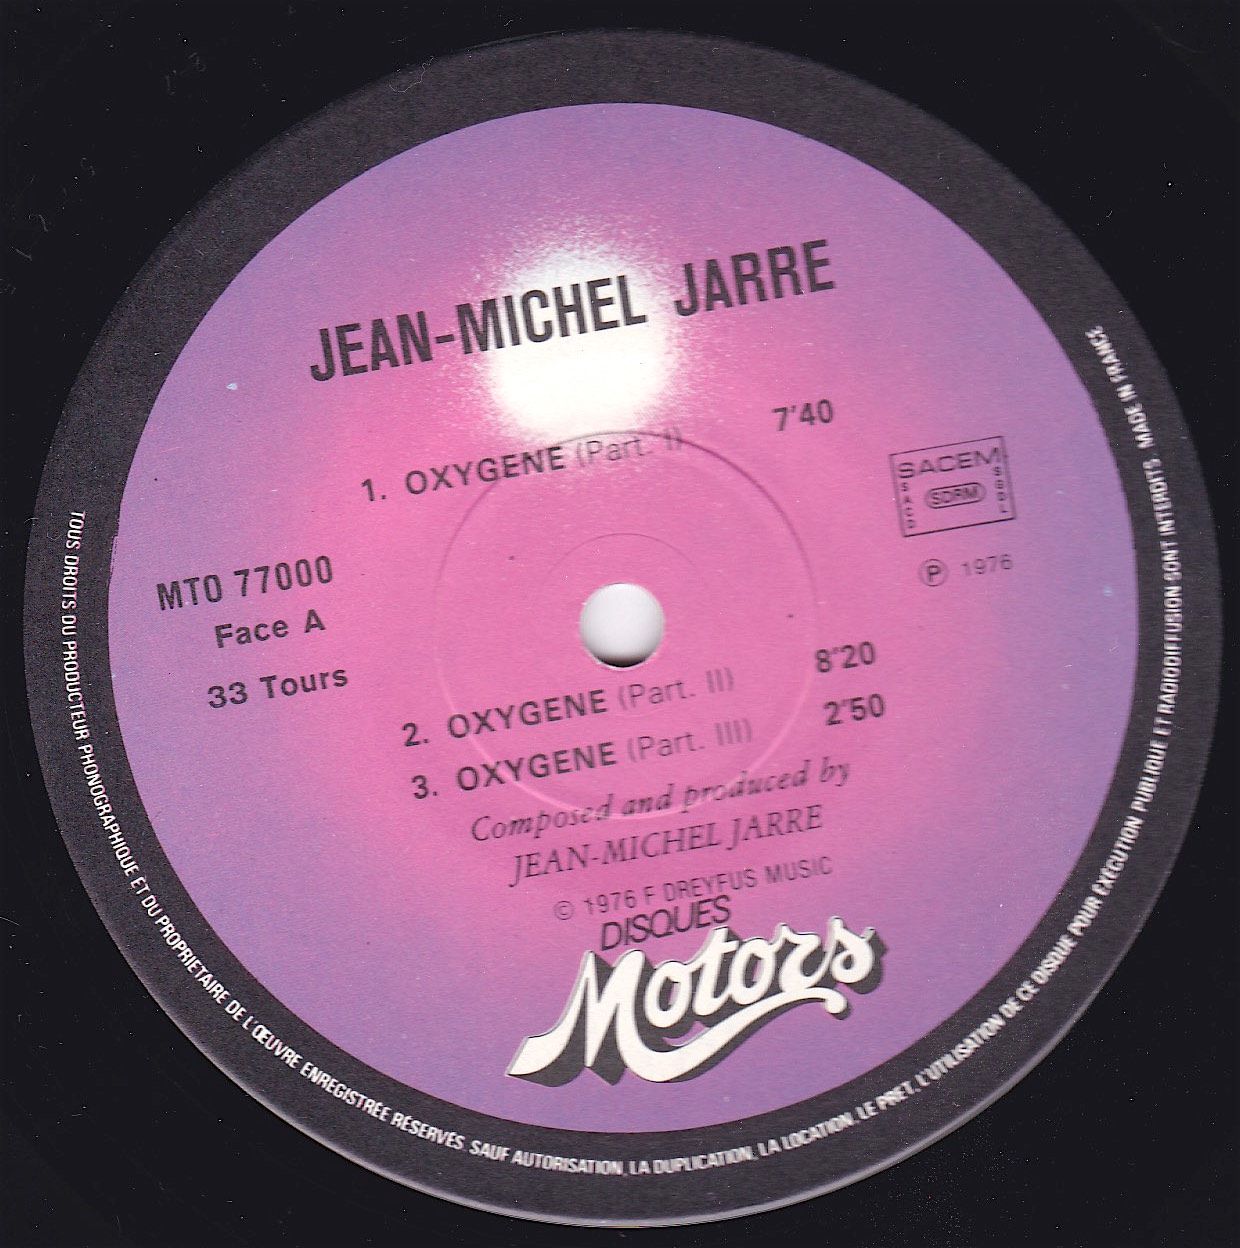 JEAN-MICHEL JARRE
1. OXYGENE (Part. I) 7'40
SACEM
SACD SDRM SGDL
Ⓟ 1976
MTO 77000
Face A
33 Tours
2. OXYGENE (Part. II) 8'20
3. OXYGENE (Part. III) 2'50
Composed and produced by
JEAN-MICHEL JARRE
© 1976 F DREYFUS MUSIC
DISQUES
Motors
TOUS DROITS DU PRODUCTEUR PHONOGRAPHIQUE ET DU PROPRIETAIRE DE L'ŒUVRE ENREGISTRÉE RÉSERVÉS. SAUF AUTORISATION, LA DUPLICATION, LA LOCATION, LE PRET, L'UTILISATION DE CE DISQUE POUR EXECUTION PUBLIQUE ET RADIODIFFUSION SONT INTERDITS. MADE IN FRANCE